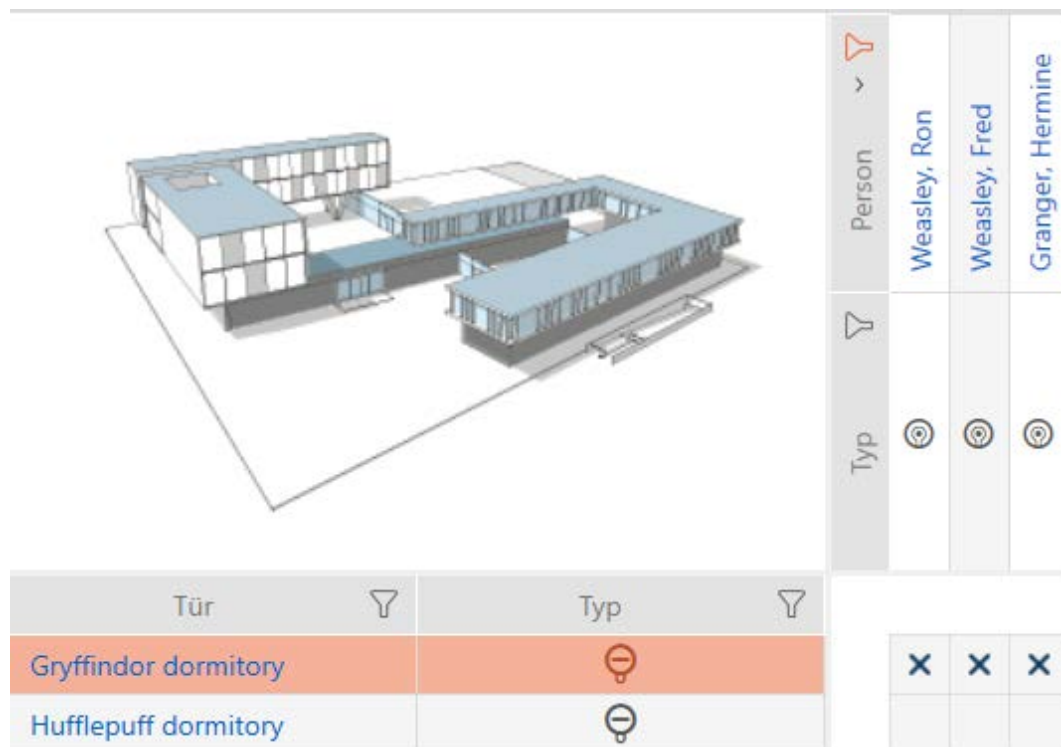 Person
Weasley, Ron
Weasley, Fred
Granger, Hermine
Typ
Tür
Typ
Gryffindor dormitory
Hufflepuff dormitory